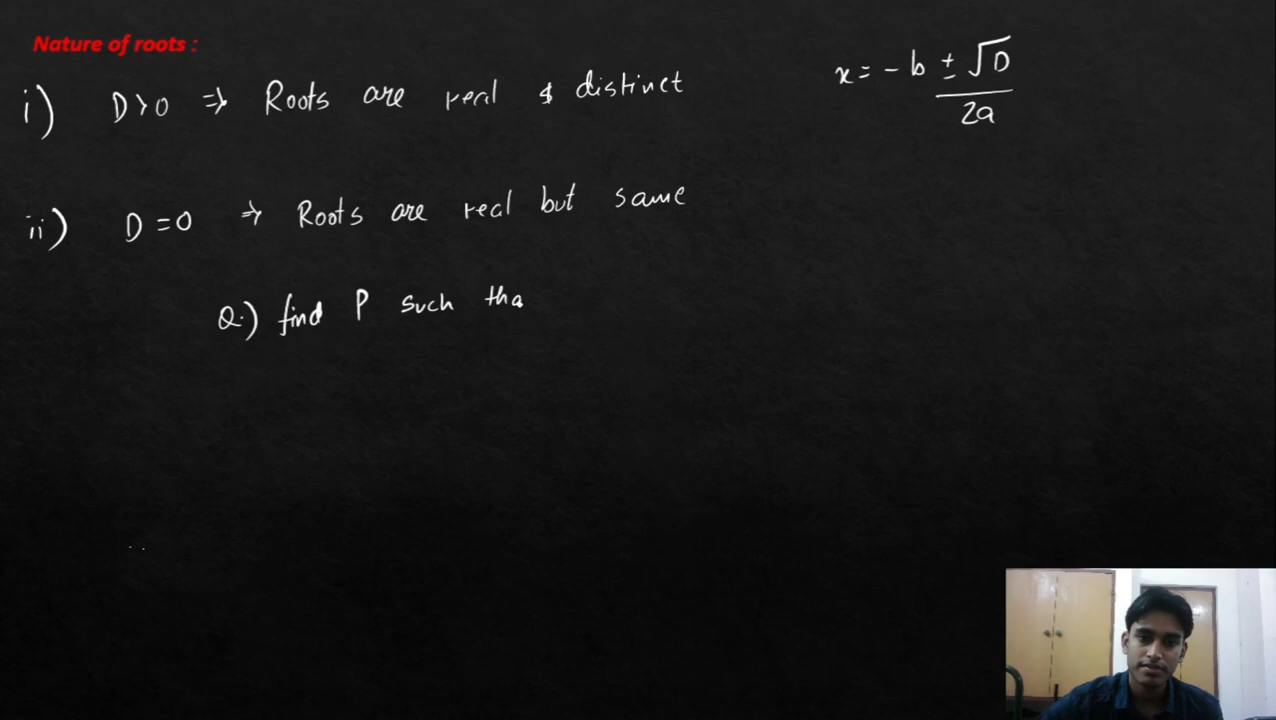 Nature of roots :
x = - b ± √D
2a
i) D > 0 ⇒ Roots are real & distinct
ii) D = 0 ⇒ Roots are real but same
Q.) find P such tha